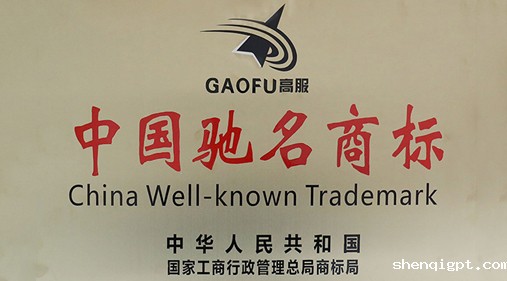 GAOFU高服
中国驰名商标
China Well-known Trademark
中华人民共和国
国家工商行政管理总局商标局
shenqigpt.com